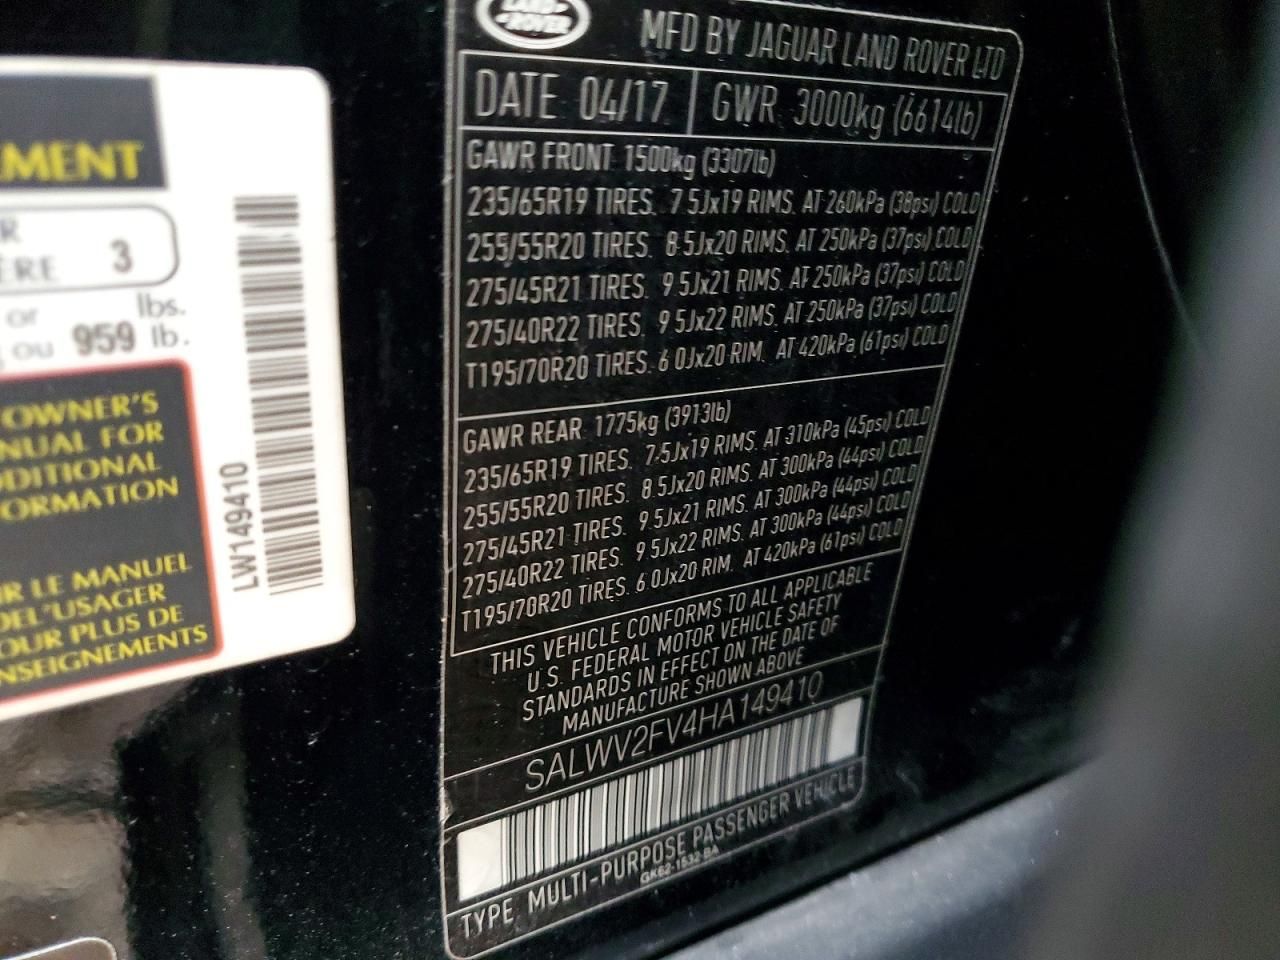 EMENT
R
ÈRE 3
or lbs.
ou 959 lb.
OWNER'S
NUAL FOR
DDITIONAL
FORMATION
R LE MANUEL
DEL'USAGER
OUR PLUS DE
NSEIGNEMENTS
LW149410
LAND-
ROVER
MFD BY JAGUAR LAND ROVER LTD
DATE 04/17 GWR 3000kg (6614lb)
GAWR FRONT 1500kg (3307lb)
235/65R19 TIRES. 7.5Jx19 RIMS. AT 260kPa (38psi) COLD
255/55R20 TIRES. 8.5Jx20 RIMS. AT 250kPa (37psi) COLD
275/45R21 TIRES. 9.5Jx21 RIMS. AT 250kPa (37psi) COLD
275/40R22 TIRES. 9.5Jx22 RIMS. AT 250kPa (37psi) COLD
T195/70R20 TIRES. 6.0Jx20 RIM. AT 420kPa (61psi) COLD
GAWR REAR 1775kg (3913lb)
235/65R19 TIRES. 7.5Jx19 RIMS. AT 310kPa (45psi) COLD
255/55R20 TIRES. 8.5Jx20 RIMS. AT 300kPa (44psi) COLD
275/45R21 TIRES. 9.5Jx21 RIMS. AT 300kPa (44psi) COLD
275/40R22 TIRES. 9.5Jx22 RIMS. AT 300kPa (44psi) COLD
T195/70R20 TIRES. 6.0Jx20 RIM. AT 420kPa (61psi) COLD
THIS VEHICLE CONFORMS TO ALL APPLICABLE
U.S. FEDERAL MOTOR VEHICLE SAFETY
STANDARDS IN EFFECT ON THE DATE OF
MANUFACTURE SHOWN ABOVE
SALWV2FV4HA149410
TYPE MULTI-PURPOSE PASSENGER VEHICLE
GK62-1532-BA